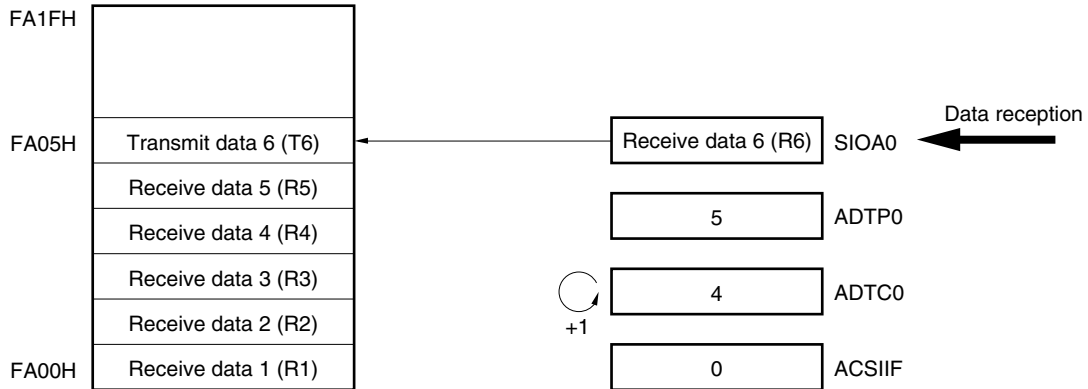 FA1FH
FA05H
Transmit data 6 (T6)
Receive data 6 (R6)
SIOA0
Data reception
Receive data 5 (R5)
5
ADTP0
Receive data 4 (R4)
Receive data 3 (R3)
4
ADTC0
+1
Receive data 2 (R2)
FA00H
Receive data 1 (R1)
0
ACSIIF